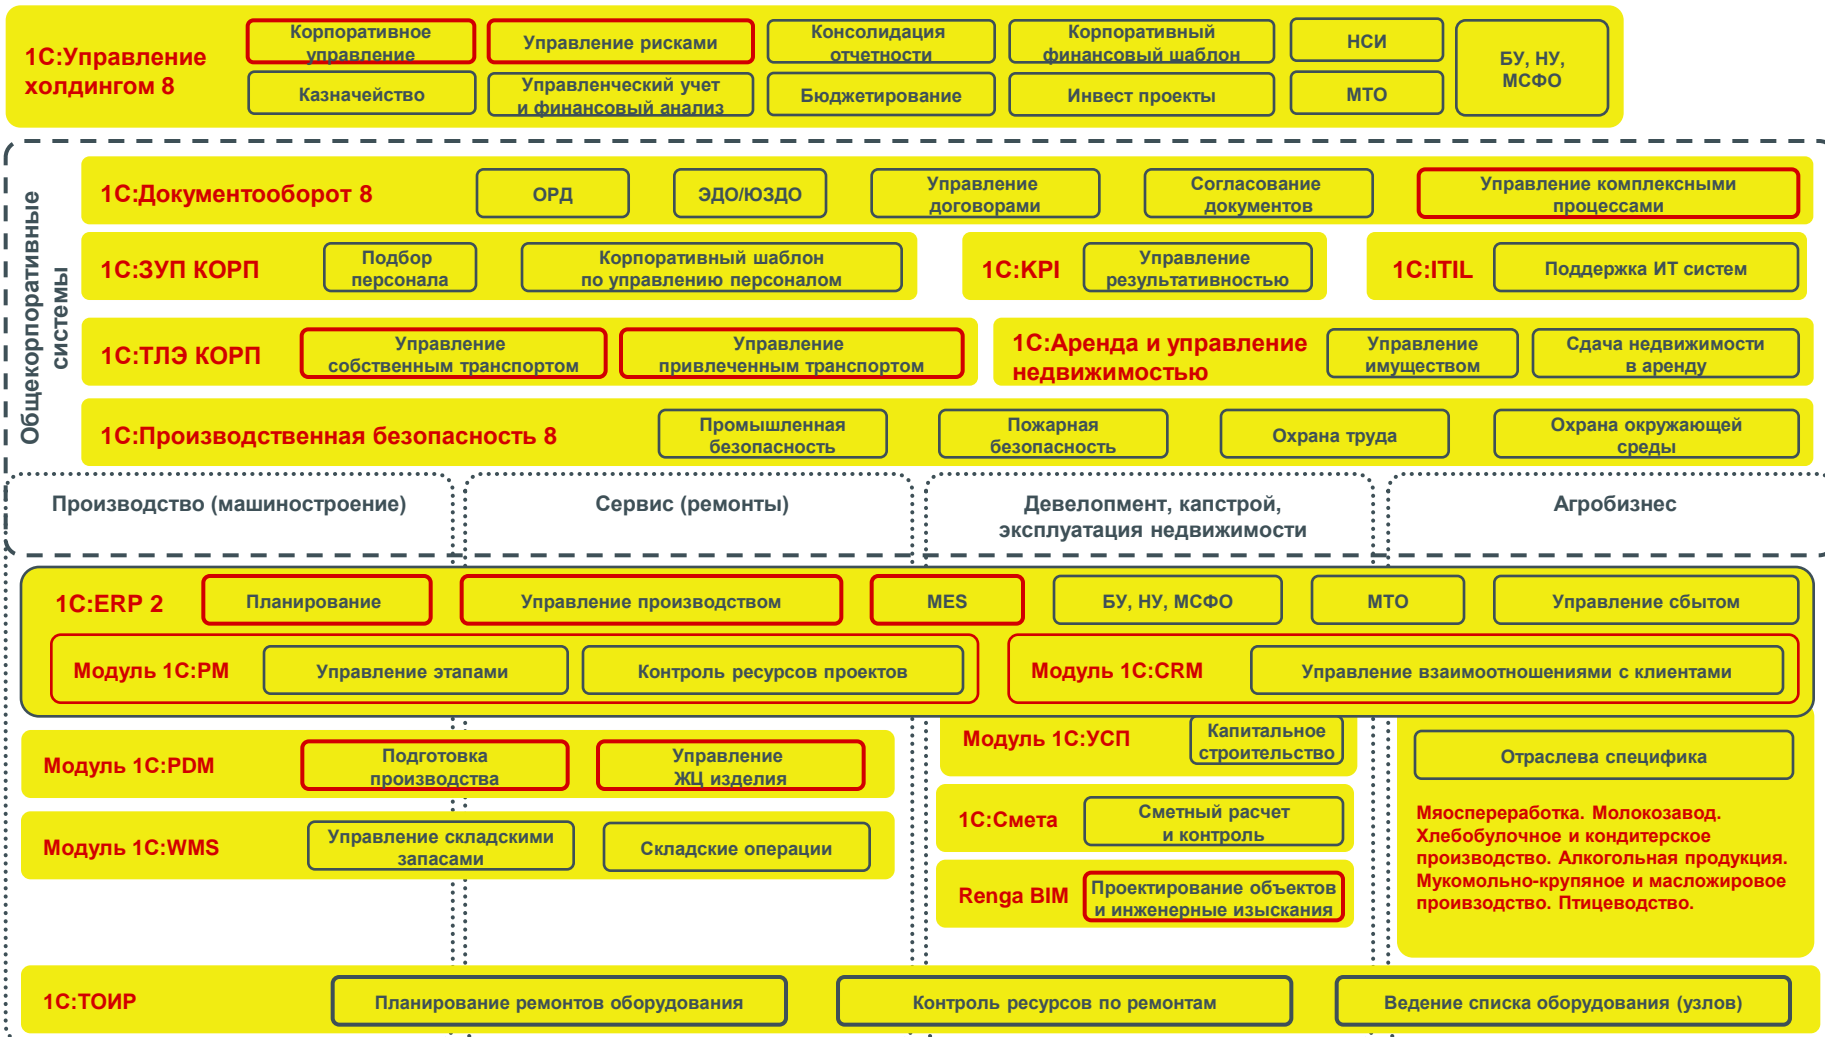 1С:Управление
холдингом 8
Корпоративное
управление
Управление рисками
Консолидация
отчетности
Корпоративный
финансовый шаблон
НСИ
БУ, НУ,
МСФО
Казначейство
Управленческий учет
и финансовый анализ
Бюджетирование
Инвест проекты
МТО
Общекорпоративные
системы
1С:Документооборот 8
ОРД
ЭДО/ЮЗДО
Управление
договорами
Согласование
документов
Управление комплексными
процессами
1С:ЗУП КОРП
Подбор
персонала
Корпоративный шаблон
по управлению персоналом
1С:KPI
Управление
результативностью
1С:ITIL
Поддержка ИТ систем
1С:ТЛЭ КОРП
Управление
собственным транспортом
Управление
привлеченным транспортом
1С:Аренда и управление
недвижимостью
Управление
имуществом
Сдача недвижимости
в аренду
1С:Производственная безопасность 8
Промышленная
безопасность
Пожарная
безопасность
Охрана труда
Охрана окружающей
среды
Производство (машиностроение)
Сервис (ремонты)
Девелопмент, капстрой,
эксплуатация недвижимости
Агробизнес
1С:ERP 2
Планирование
Управление производством
MES
БУ, НУ, МСФО
МТО
Управление сбытом
Модуль 1С:PM
Управление этапами
Контроль ресурсов проектов
Модуль 1С:CRM
Управление взаимоотношениями с клиентами
Модуль 1С:PDM
Подготовка
производства
Управление
ЖЦ изделия
Модуль 1С:УСП
Капитальное
строительство
Отраслева специфика
Модуль 1С:WMS
Управление складскими
запасами
Складские операции
1С:Смета
Сметный расчет
и контроль
Renga BIM
Проектирование объектов
и инженерные изыскания
Мяоспереработка. Молокозавод.
Хлебобулочное и кондитерское
производство. Алкогольная продукция.
Мукомольно-крупяное и масложировое
проивзодство. Птицеводство.
1С:ТОИР
Планирование ремонтов оборудования
Контроль ресурсов по ремонтам
Ведение списка оборудования (узлов)